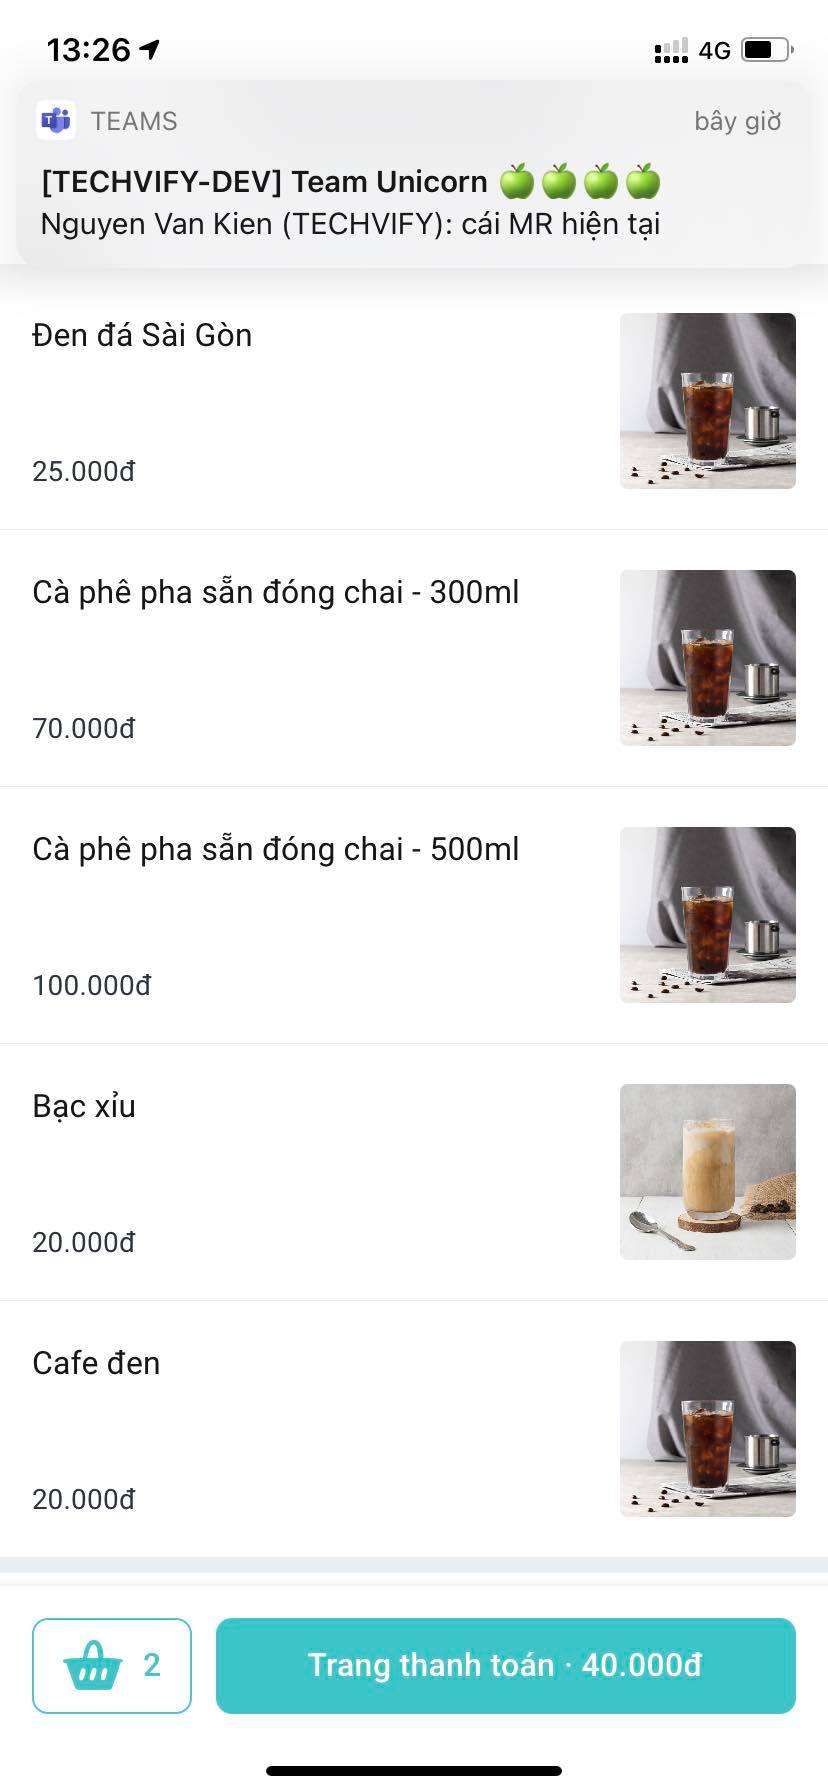 13:26
4G
TEAMS
bây giờ
[TECHVIFY-DEV] Team Unicorn 🍏🍏🍏🍏
Nguyen Van Kien (TECHVIFY): cái MR hiện tại
Đen đá Sài Gòn
25.000đ
Cà phê pha sẵn đóng chai - 300ml
70.000đ
Cà phê pha sẵn đóng chai - 500ml
100.000đ
Bạc xỉu
20.000đ
Cafe đen
20.000đ
2
Trang thanh toán · 40.000đ